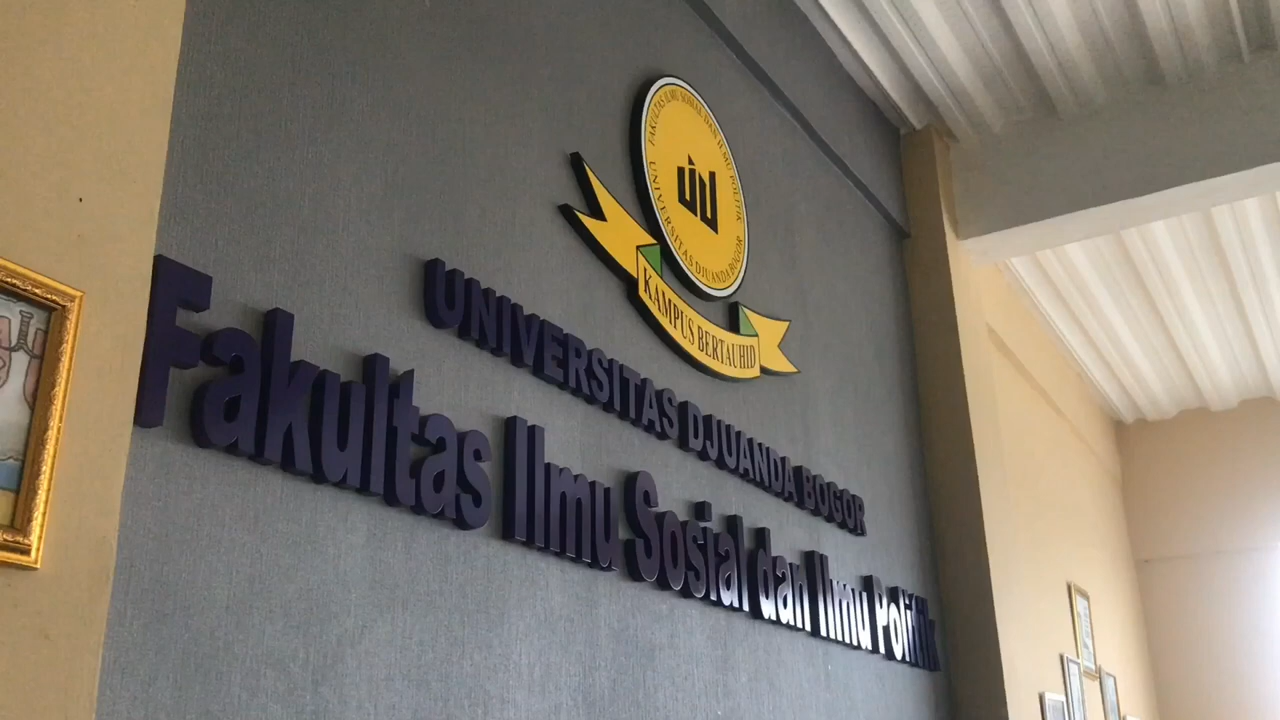 FAKULTAS ILMU SOSIAL DAN ILMU POLITIK
UNIVERSITAS DJUANDA BOGOR
KAMPUS BERTAUHID
UNIVERSITAS DJUANDA BOGOR
Fakultas Ilmu Sosial dan Ilmu Politik